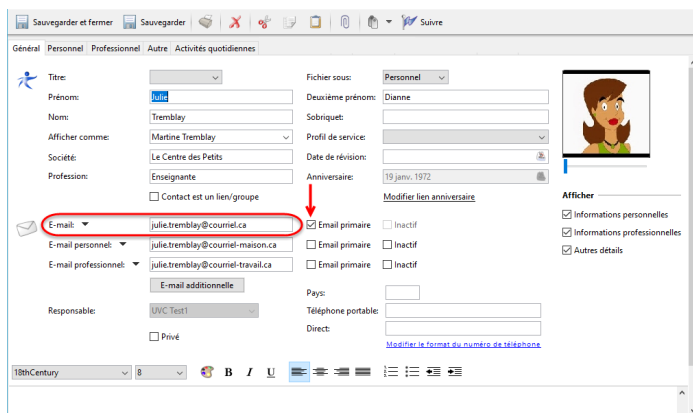 Sauvegarder et fermer Sauvegarder Suivre
Général Personnel Professionnel Autre Activités quotidiennes
Titre: Fichier sous: Personnel
Prénom: Julie Deuxième prénom: Dianne
Nom: Tremblay Sobriquet:
Afficher comme: Martine Tremblay Profil de service:
Société: Le Centre des Petits Date de révision:
Profession: Enseignante Anniversaire: 19 janv. 1972
Contact est un lien/groupe Modifier lien anniversaire
Afficher
E-mail: julie.tremblay@courriel.ca Email primaire Inactif
Informations personnelles
Informations professionnelles
E-mail personnel: julie.tremblay@courriel-maison.ca Email primaire Inactif
Autres détails
E-mail professionnel: julie.tremblay@courriel-travail.ca Email primaire Inactif
E-mail additionnelle
Pays:
Responsable: UVC Test1 Téléphone portable:
Direct:
Privé
Modifier le format du numéro de téléphone
18thCentury 8 B I U